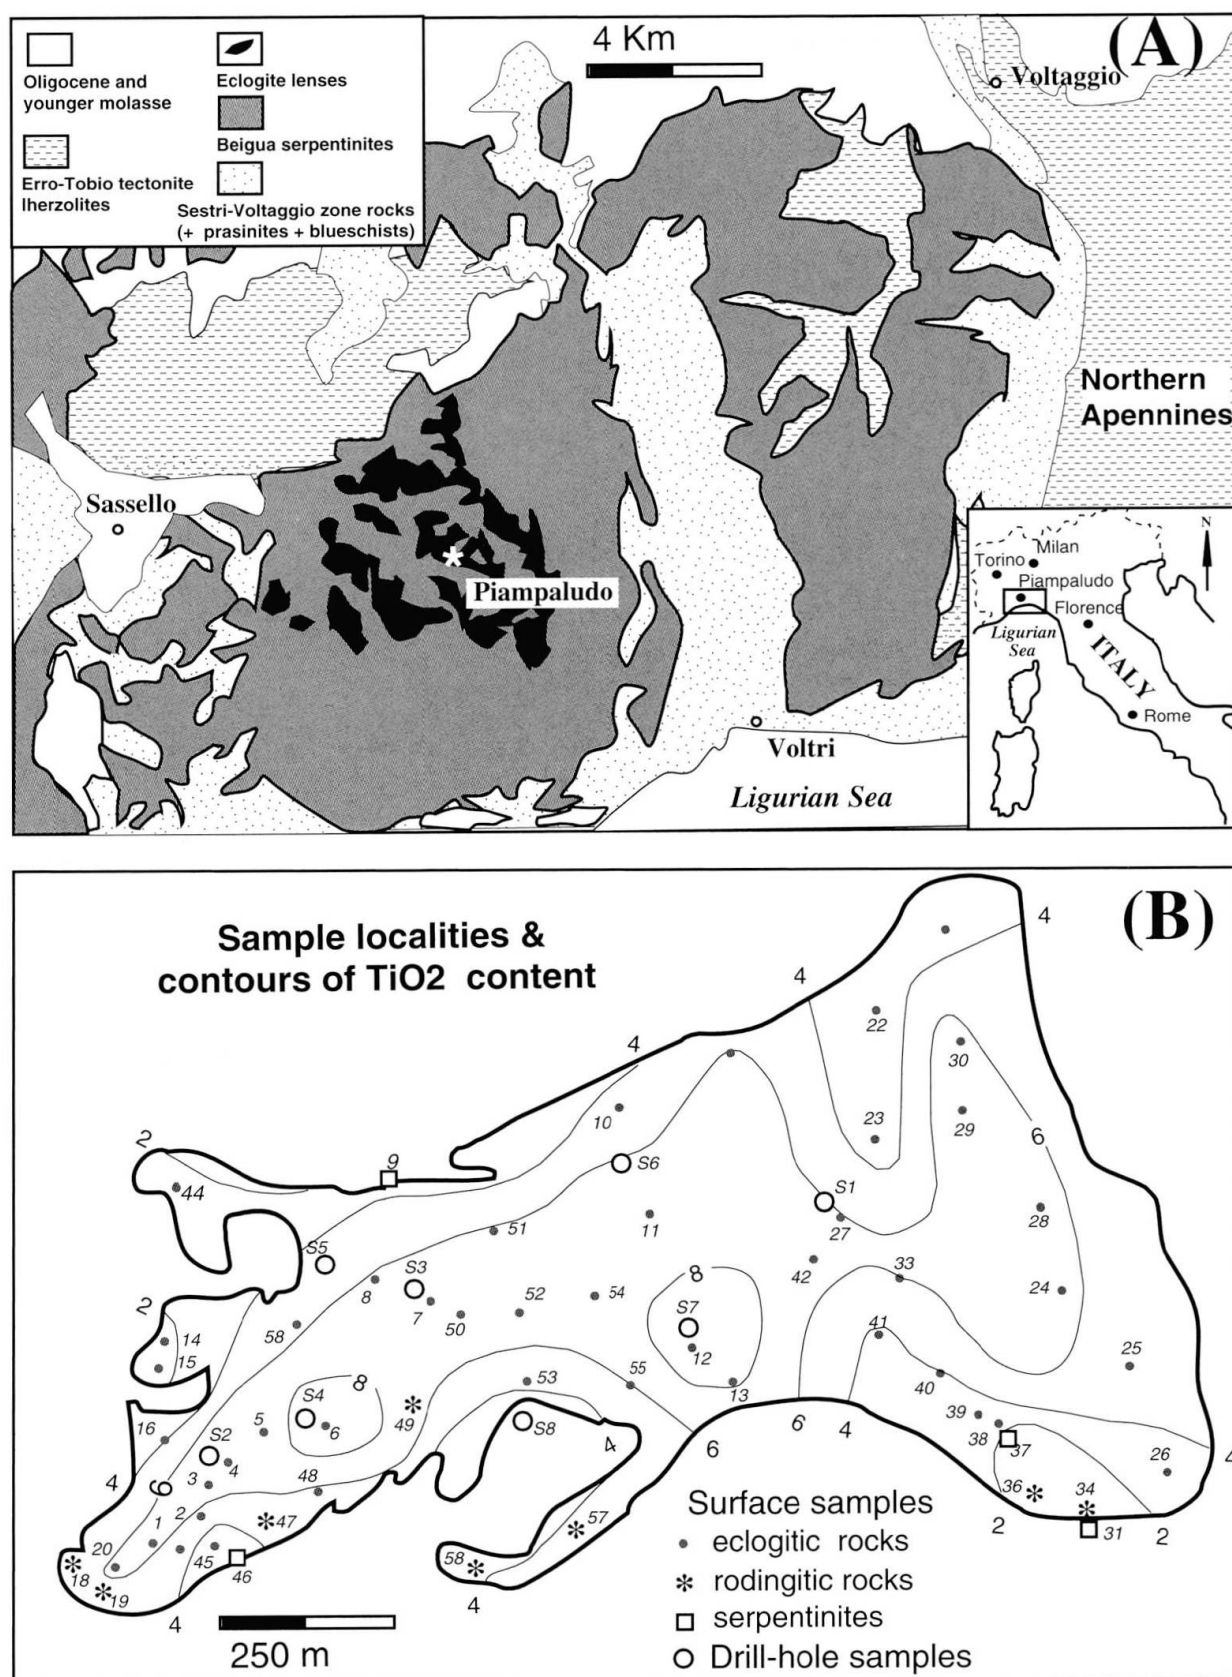 (A)
4 Km
Oligocene and
younger molasse
Eclogite lenses
Beigua serpentinites
Erro-Tobio tectonite
lherzolites
Sestri-Voltaggio zone rocks
(+ prasinites + blueschists)
Voltaggio
Northern
Apennines
Sassello
Piampaludo
Voltri
Ligurian Sea
N
Milan
Torino
Piampaludo
Florence
Ligurian
Sea
ITALY
Rome
(B)
Sample localities &
contours of TiO2 content
4
4
22
4
30
10
23
29
6
2
9
S6
44
S1
51
11
27
28
S5
S3
42
33
8
8
52
54
24
2
7
50
S7
58
14
41
12
25
15
55
53
40
S4
8
13
16
5
6
49
S8
39
S2
6
4
38
37
26
4
4
6
4
3
48
36
34
6
2
47
57
2
31
2
1
20
45
46
58
18
19
4
4
250 m
Surface samples
eclogitic rocks
rodingitic rocks
serpentinites
Drill-hole samples